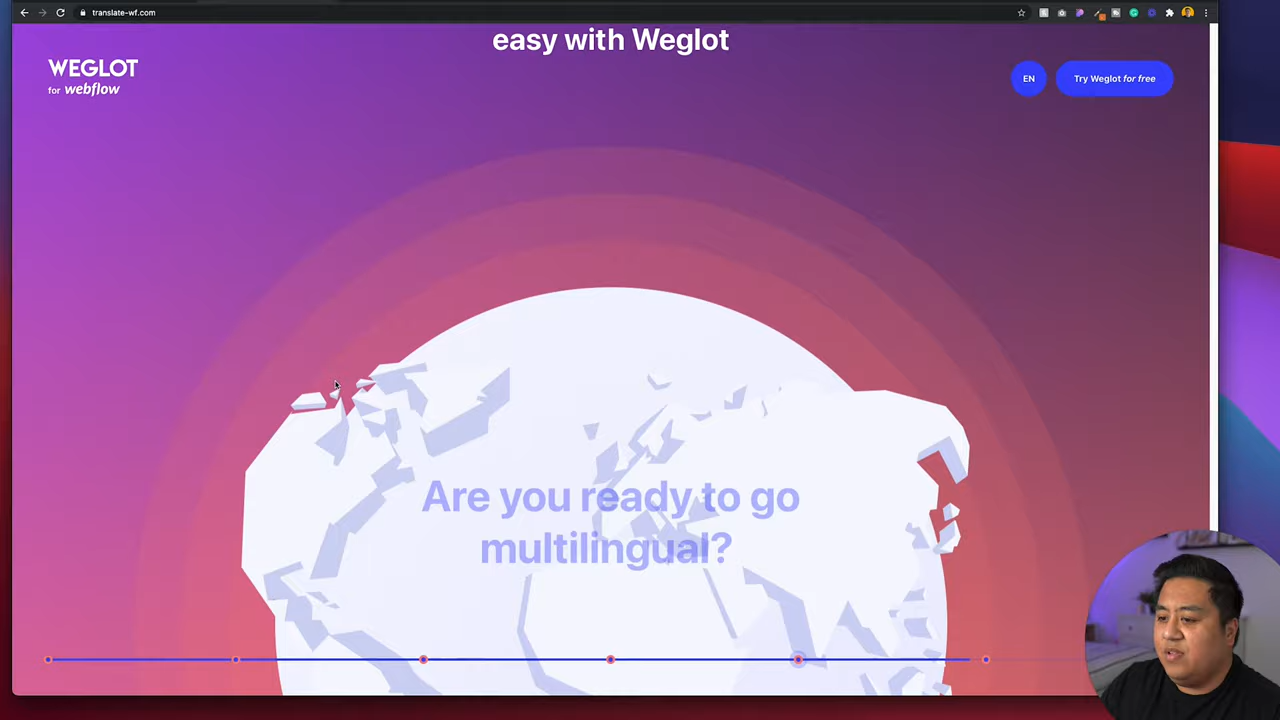 translate-wf.com
easy with Weglot
WEGLOT
for webflow
EN
Try Weglot for free
Are you ready to go
multilingual?